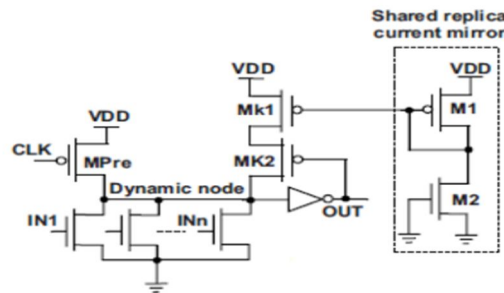 Shared replica
current mirror
VDD
VDD
Mk1
M1
VDD
CLK
MPre
MK2
Dynamic node
M2
IN1
INn
OUT